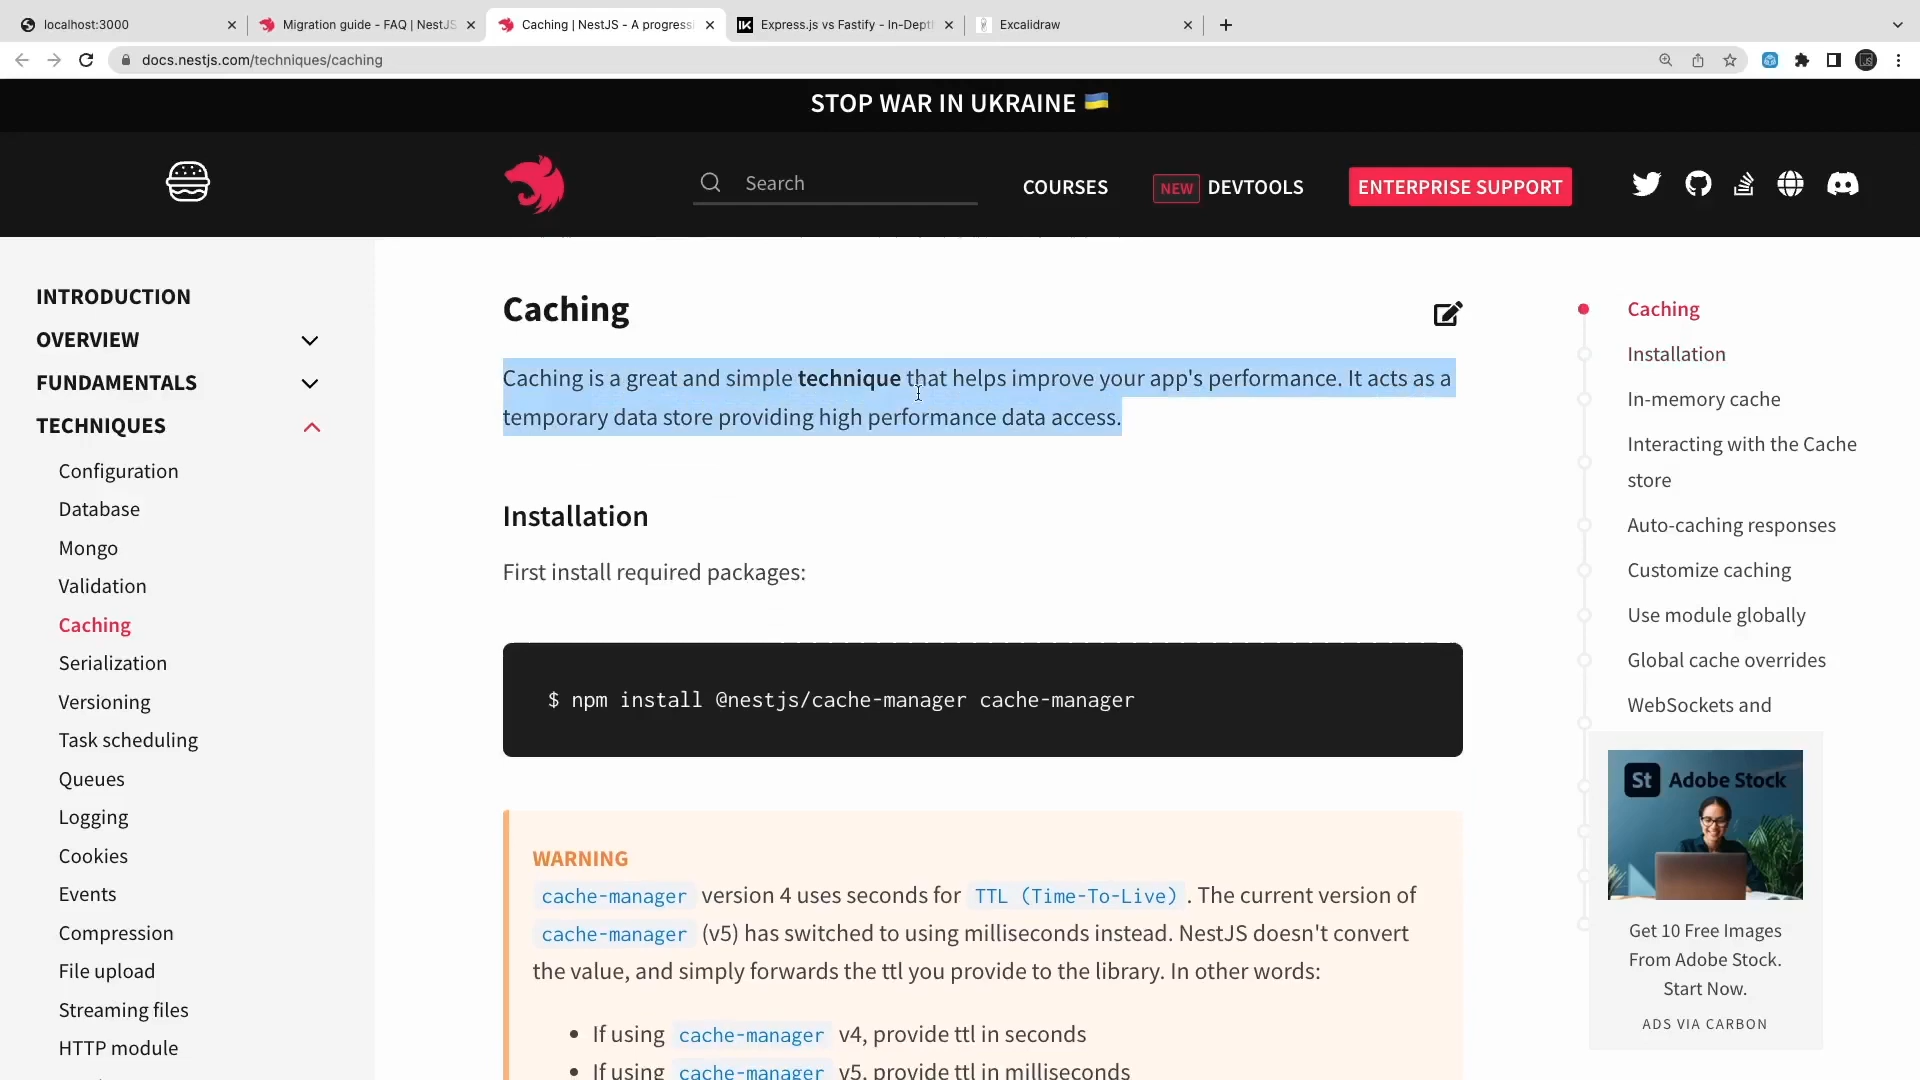 localhost:3000
Migration guide - FAQ | NestJS
Caching | NestJS - A progressi
Express.js vs Fastify - In-Depth
Excalidraw
docs.nestjs.com/techniques/caching
STOP WAR IN UKRAINE 🇺🇦
Search
COURSES
NEW DEVTOOLS
ENTERPRISE SUPPORT
INTRODUCTION
OVERVIEW
FUNDAMENTALS
TECHNIQUES
Configuration
Database
Mongo
Validation
Caching
Serialization
Versioning
Task scheduling
Queues
Logging
Cookies
Events
Compression
File upload
Streaming files
HTTP module
Caching
Caching is a great and simple technique that helps improve your app's performance. It acts as a
temporary data store providing high performance data access.
Installation
First install required packages:
$ npm install @nestjs/cache-manager cache-manager
WARNING
cache-manager version 4 uses seconds for TTL (Time-To-Live) . The current version of
cache-manager (v5) has switched to using milliseconds instead. NestJS doesn't convert
the value, and simply forwards the ttl you provide to the library. In other words:
• If using cache-manager v4, provide ttl in seconds
• If using cache-manager v5, provide ttl in milliseconds
Caching
Installation
In-memory cache
Interacting with the Cache
store
Auto-caching responses
Customize caching
Use module globally
Global cache overrides
WebSockets and
St Adobe Stock
Get 10 Free Images
From Adobe Stock.
Start Now.
ADS VIA CARBON